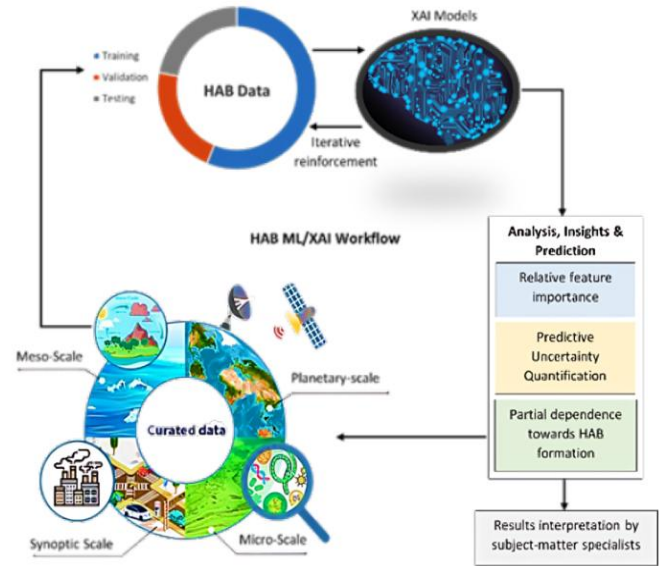 XAI Models
Training
Validation
Testing
HAB Data
Iterative
reinforcement
HAB ML/XAI Workflow
Analysis, Insights &
Prediction
Relative feature
importance
Predictive
Uncertainty
Quantification
Partial dependence
towards HAB
formation
Meso-Scale
Planetary-scale
Curated data
Synoptic Scale
Micro-Scale
Results interpretation by
subject-matter specialists